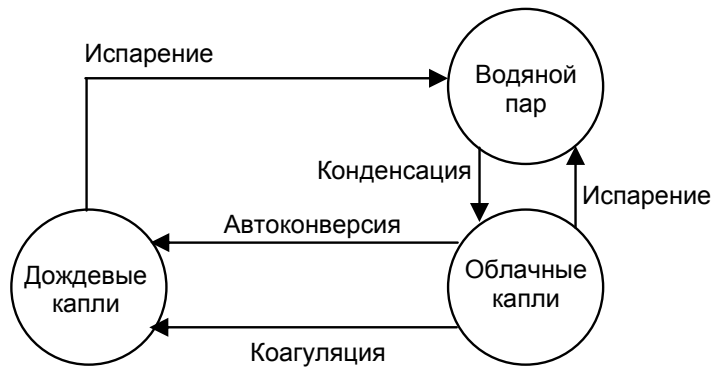 Испарение
Водяной
пар
Конденсация
Испарение
Автоконверсия
Дождевые
капли
Облачные
капли
Коагуляция